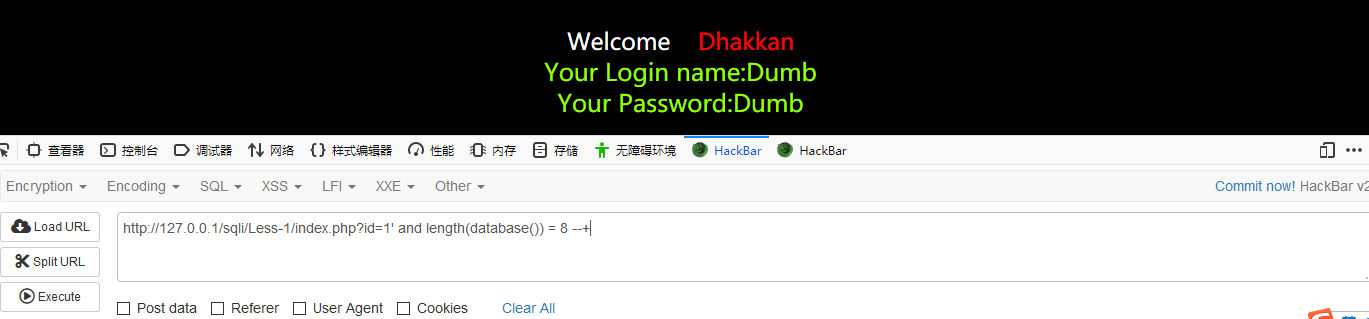 Welcome Dhakkan
Your Login name:Dumb
Your Password:Dumb
查看器 控制台 调试器 网络 样式编辑器 性能 内存 存储 无障碍环境 HackBar HackBar
Encryption Encoding SQL XSS LFI XXE Other Commit now! HackBar v2
Load URL http://127.0.0.1/sqli/Less-1/index.php?id=1' and length(database()) = 8 --+
Split URL
Execute
Post data Referer User Agent Cookies Clear All